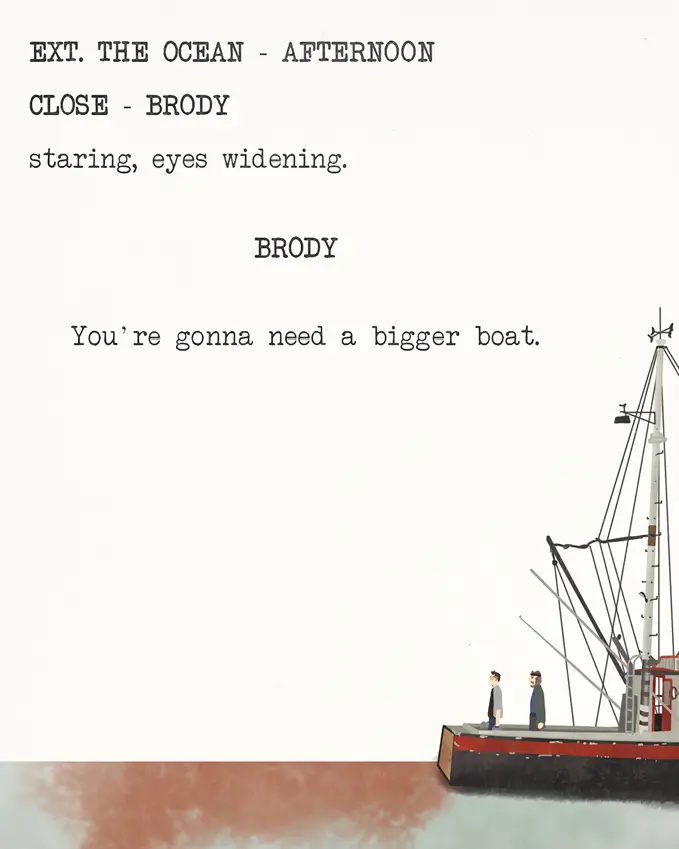 EXT. THE OCEAN - AFTERNOON
CLOSE - BRODY
staring, eyes widening.
BRODY
You're gonna need a bigger boat.